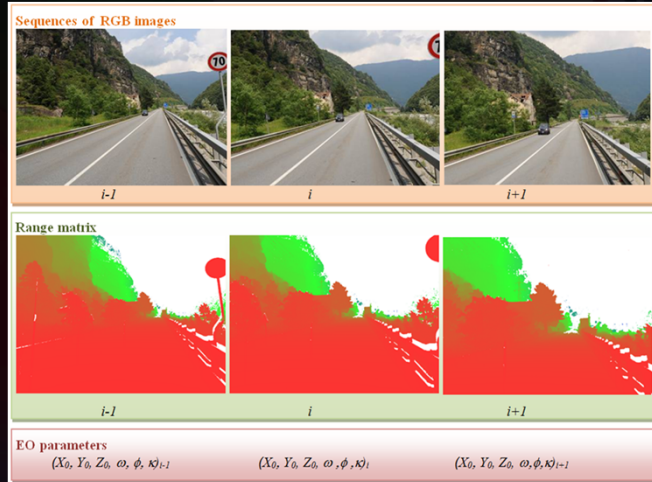 Sequences of RGB images
70
i-1 i i+1
Range matrix
i-1 i i+1
EO parameters
(X₀, Y₀, Z₀, ω, ϕ, κ)ᵢ₋₁ (X₀, Y₀, Z₀, ω ,ϕ ,κ)ᵢ (X₀, Y₀, Z₀, ω,ϕ,κ)ᵢ₊₁